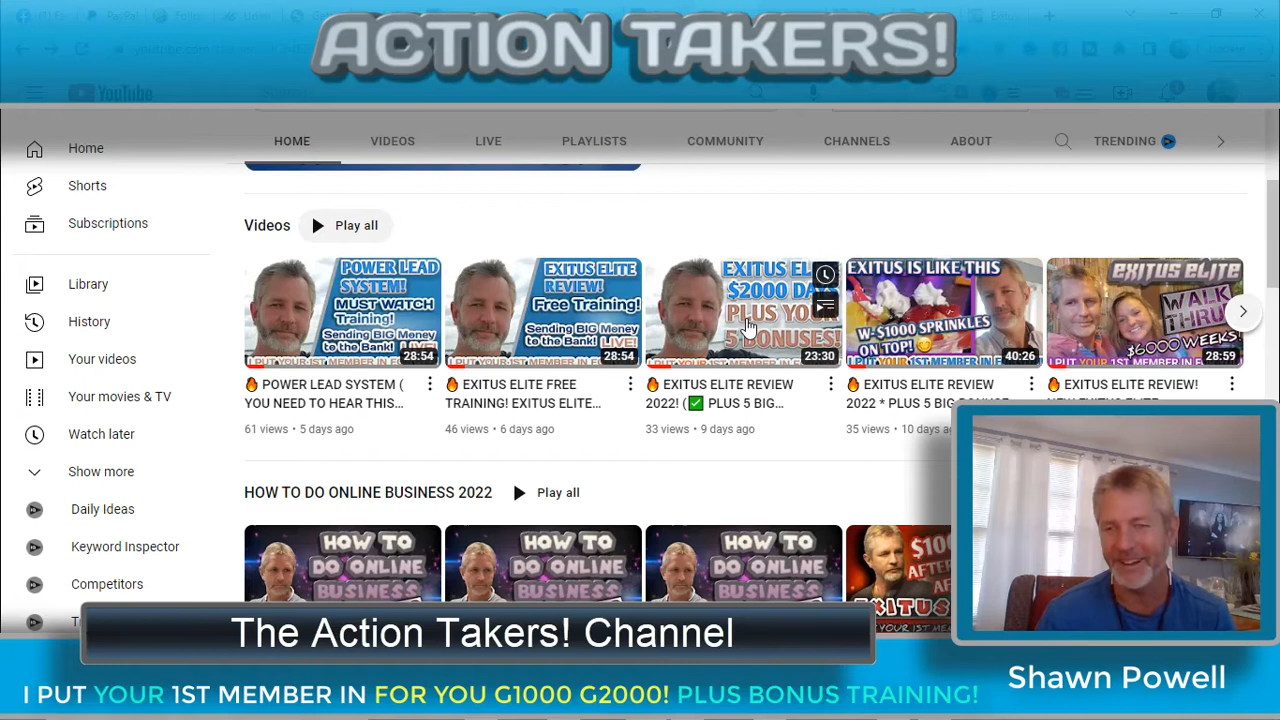 ACTION TAKERS!
YouTube
Home
Shorts
Subscriptions
Library
History
Your videos
Your movies & TV
Watch later
Show more
Daily Ideas
Keyword Inspector
Competitors
HOME VIDEOS LIVE PLAYLISTS COMMUNITY CHANNELS ABOUT TRENDING
Videos Play all
POWER LEAD
SYSTEM!
MUST WATCH
Training!
Sending BIG Money
to the Bank! LIVE!
28:54
🔥 POWER LEAD SYSTEM (
YOU NEED TO HEAR THIS...
61 views • 5 days ago
EXITUS ELITE
REVIEW!
Free Training!
Sending BIG Money
to the Bank! LIVE!
28:54
🔥 EXITUS ELITE FREE
TRAINING! EXITUS ELITE...
46 views • 6 days ago
$2000
PLUS
5 BONUSES!
23:30
🔥 EXITUS ELITE REVIEW
2022! (✅ PLUS 5 BIG...
33 views • 9 days ago
EXITUS IS LIKE THIS
W-$1000 SPRINKLES
ON TOP!
40:26
🔥 EXITUS ELITE REVIEW
2022 * PLUS 5 BIG BONUSE
35 views • 10 days ag
EXITUS ELITE
WALK
THRU
$6000 WEEKS!
28:59
🔥 EXITUS ELITE REVIEW!
HOW TO DO ONLINE BUSINESS 2022 Play all
HOW TO
DO ONLINE
BUSINESS
HOW TO
DO ONLINE
BUSINESS
HOW TO
DO ONLINE
BUSINESS
The Action Takers! Channel
Shawn Powell
I PUT YOUR 1ST MEMBER IN FOR YOU G1000 G2000! PLUS BONUS TRAINING!